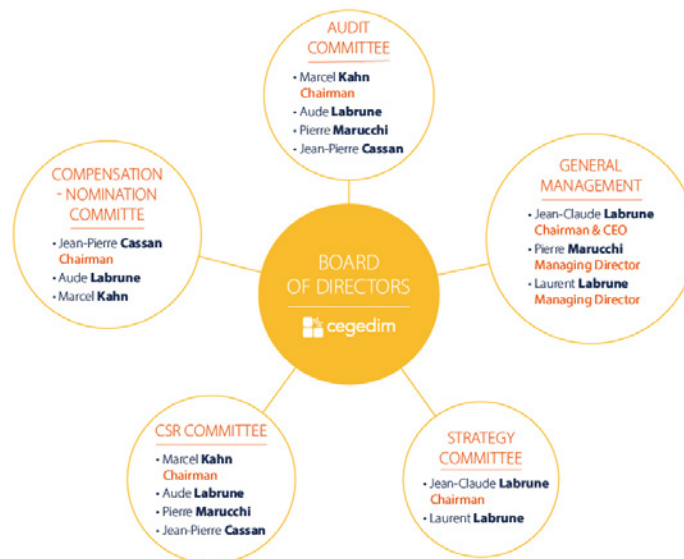 AUDIT
COMMITTEE
• Marcel Kahn
Chairman
- Aude Labrune
• Pierre Marucchi
- Jean-Pierre Cassan
COMPENSATION
- NOMINATION
COMMITTE
• Jean-Pierre Cassan
Chairman
• Aude Labrune
• Marcel Kahn
GENERAL
MANAGEMENT
• Jean-Claude Labrune
Chairman & CEO
• Pierre Marucchi
Managing Director
• Laurent Labrune
Managing Director
BOARD
OF DIRECTORS
cegedim
CSR COMMITTEE
• Marcel Kahn
Chairman
• Aude Labrune
• Pierre Marucchi
• Jean-Pierre Cassan
STRATEGY
COMMITTEE
• Jean-Claude Labrune
Chairman
• Laurent Labrune